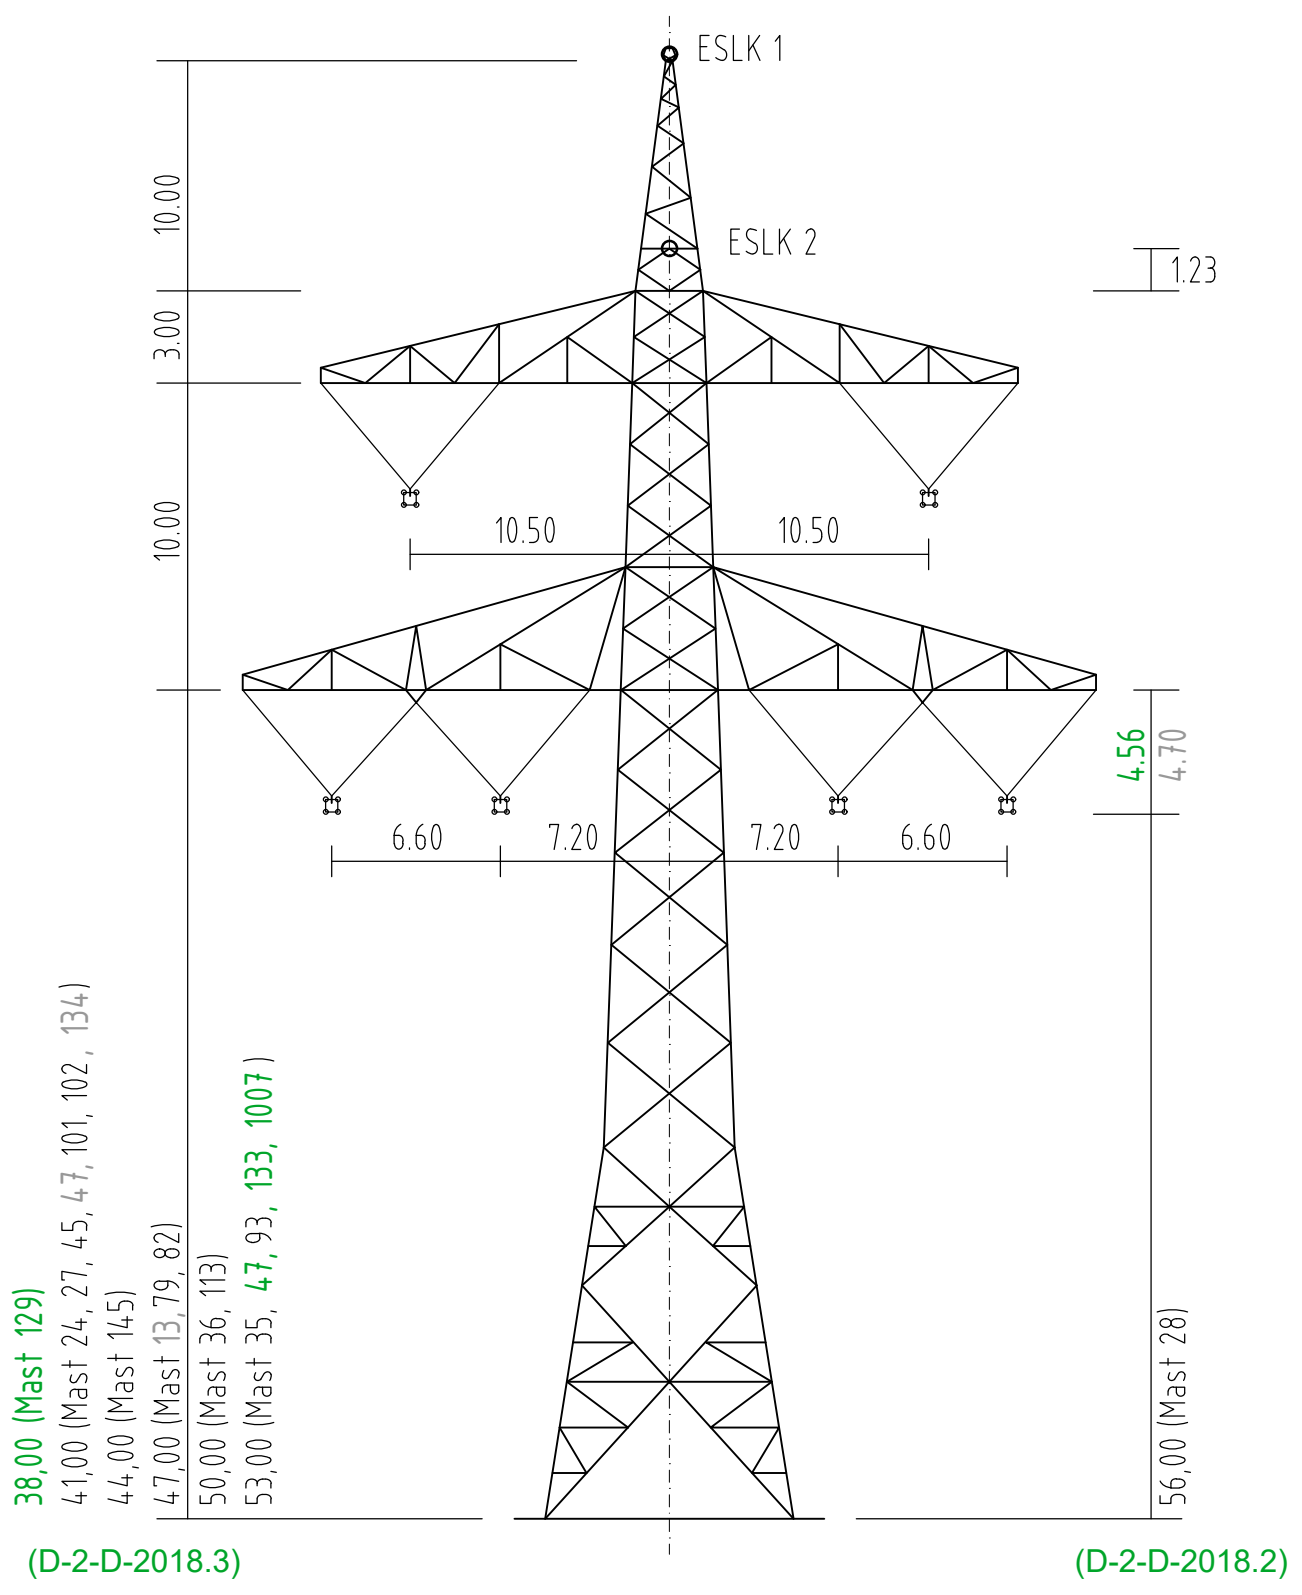 ESLK 1
10.00
ESLK 2
1.23
3.00
10.00
10.50
10.50
4.56
4.70
6.60
7.20
7.20
6.60
38,00 (Mast 129)
41,00 (Mast 24, 27, 45, 47, 101, 102, 134)
44,00 (Mast 145)
47,00 (Mast 13, 79, 82)
50,00 (Mast 36, 113)
53,00 (Mast 35, 47, 93, 133, 1007)
56,00 (Mast 28)
(D-2-D-2018.3)
(D-2-D-2018.2)